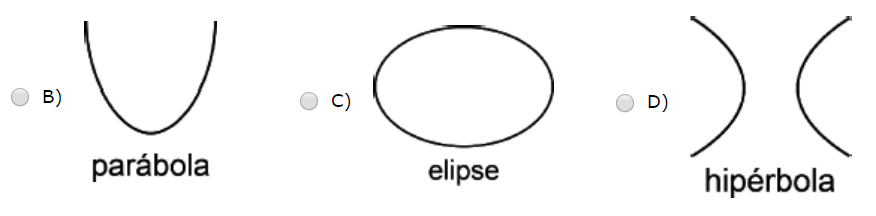 B)
parábola
C)
elipse
D)
hipérbola